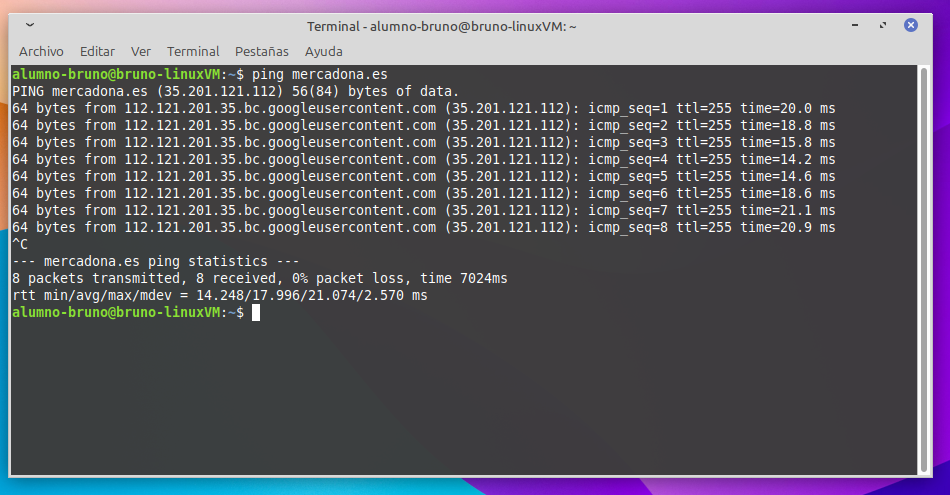 Terminal - alumno-bruno@bruno-linuxVM: ~
Archivo Editar Ver Terminal Pestañas Ayuda
alumno-bruno@bruno-linuxVM:~$ ping mercadona.es
PING mercadona.es (35.201.121.112) 56(84) bytes of data.
64 bytes from 112.121.201.35.bc.googleusercontent.com (35.201.121.112): icmp_seq=1 ttl=255 time=20.0 ms
64 bytes from 112.121.201.35.bc.googleusercontent.com (35.201.121.112): icmp_seq=2 ttl=255 time=18.8 ms
64 bytes from 112.121.201.35.bc.googleusercontent.com (35.201.121.112): icmp_seq=3 ttl=255 time=15.8 ms
64 bytes from 112.121.201.35.bc.googleusercontent.com (35.201.121.112): icmp_seq=4 ttl=255 time=14.2 ms
64 bytes from 112.121.201.35.bc.googleusercontent.com (35.201.121.112): icmp_seq=5 ttl=255 time=14.6 ms
64 bytes from 112.121.201.35.bc.googleusercontent.com (35.201.121.112): icmp_seq=6 ttl=255 time=18.6 ms
64 bytes from 112.121.201.35.bc.googleusercontent.com (35.201.121.112): icmp_seq=7 ttl=255 time=21.1 ms
64 bytes from 112.121.201.35.bc.googleusercontent.com (35.201.121.112): icmp_seq=8 ttl=255 time=20.9 ms
^C
--- mercadona.es ping statistics ---
8 packets transmitted, 8 received, 0% packet loss, time 7024ms
rtt min/avg/max/mdev = 14.248/17.996/21.074/2.570 ms
alumno-bruno@bruno-linuxVM:~$